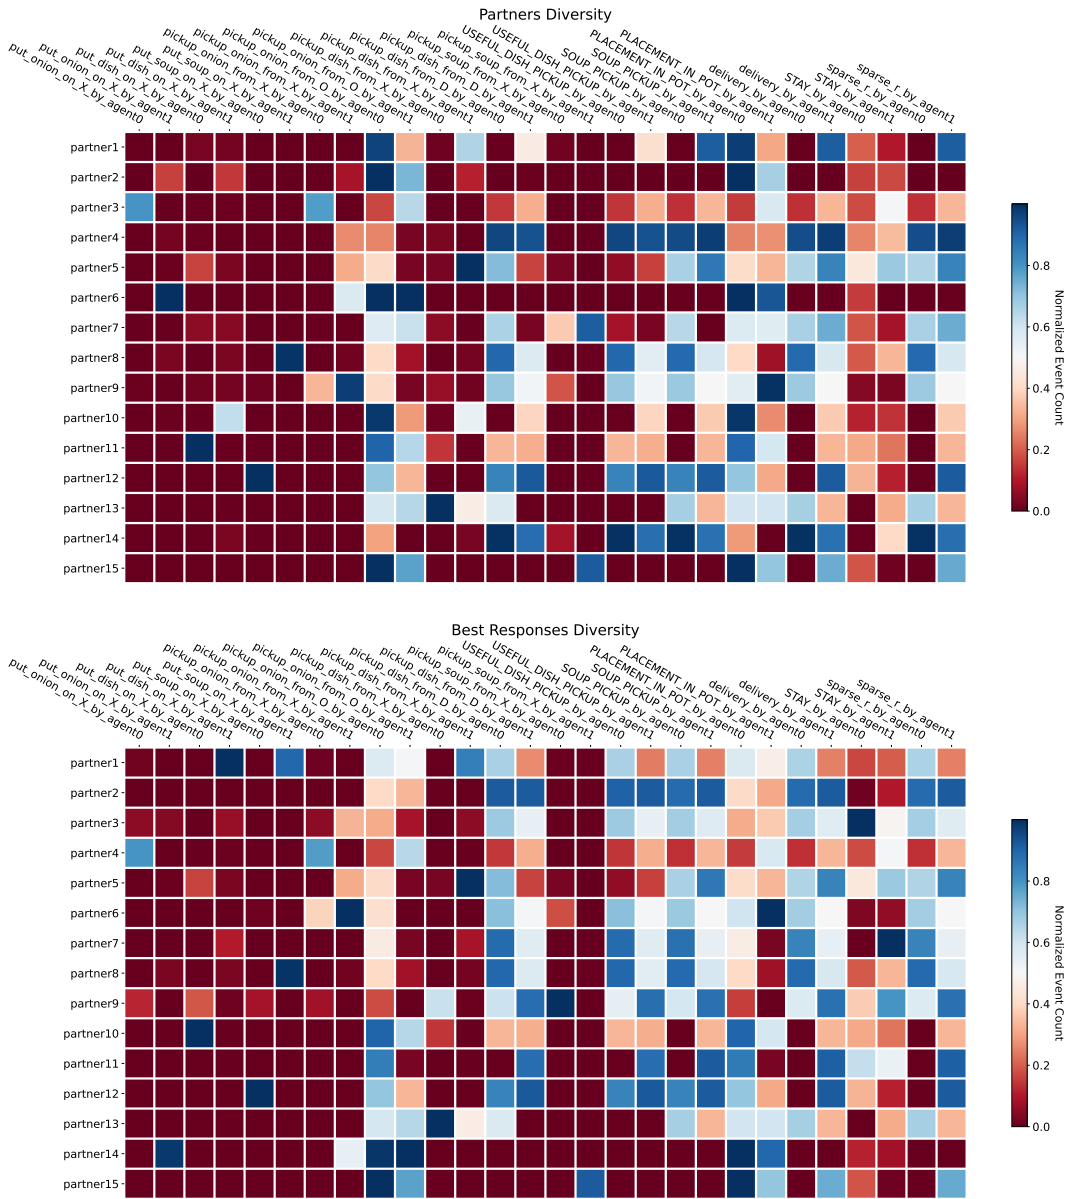 Partners Diversity
put_onion_on_X_by_agent0
put_onion_on_X_by_agent1
put_dish_on_X_by_agent0
put_dish_on_X_by_agent1
put_soup_on_X_by_agent0
put_soup_on_X_by_agent1
pickup_onion_from_X_by_agent0
pickup_onion_from_X_by_agent1
pickup_onion_from_O_by_agent0
pickup_onion_from_O_by_agent1
pickup_dish_from_X_by_agent0
pickup_dish_from_X_by_agent1
pickup_dish_from_D_by_agent0
pickup_dish_from_D_by_agent1
pickup_soup_from_X_by_agent0
pickup_soup_from_X_by_agent1
USEFUL_DISH_PICKUP_by_agent0
USEFUL_DISH_PICKUP_by_agent1
SOUP_PICKUP_by_agent0
SOUP_PICKUP_by_agent1
PLACEMENT_IN_POT_by_agent0
PLACEMENT_IN_POT_by_agent1
delivery_by_agent0
delivery_by_agent1
STAY_by_agent0
STAY_by_agent1
sparse_r_by_agent0
sparse_r_by_agent1
partner1
partner2
partner3
partner4
partner5
partner6
partner7
partner8
partner9
partner10
partner11
partner12
partner13
partner14
partner15
0.8
0.6
0.4
0.2
0.0
Normalized Event Count
Best Responses Diversity
put_onion_on_X_by_agent0
put_onion_on_X_by_agent1
put_dish_on_X_by_agent0
put_dish_on_X_by_agent1
put_soup_on_X_by_agent0
put_soup_on_X_by_agent1
pickup_onion_from_X_by_agent0
pickup_onion_from_X_by_agent1
pickup_onion_from_O_by_agent0
pickup_onion_from_O_by_agent1
pickup_dish_from_X_by_agent0
pickup_dish_from_X_by_agent1
pickup_dish_from_D_by_agent0
pickup_dish_from_D_by_agent1
pickup_soup_from_X_by_agent0
pickup_soup_from_X_by_agent1
USEFUL_DISH_PICKUP_by_agent0
USEFUL_DISH_PICKUP_by_agent1
SOUP_PICKUP_by_agent0
SOUP_PICKUP_by_agent1
PLACEMENT_IN_POT_by_agent0
PLACEMENT_IN_POT_by_agent1
delivery_by_agent0
delivery_by_agent1
STAY_by_agent0
STAY_by_agent1
sparse_r_by_agent0
sparse_r_by_agent1
partner1
partner2
partner3
partner4
partner5
partner6
partner7
partner8
partner9
partner10
partner11
partner12
partner13
partner14
partner15
0.8
0.6
0.4
0.2
0.0
Normalized Event Count